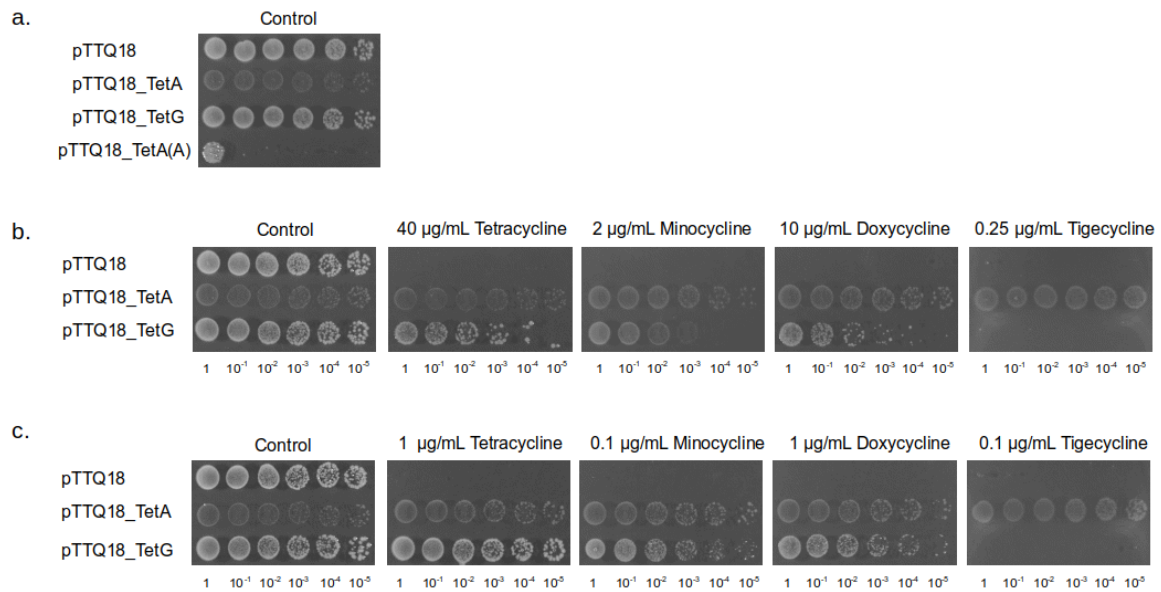 a.
Control
pTTQ18
pTTQ18_TetA
pTTQ18_TetG
pTTQ18_TetA(A)
b.
Control 40 µg/mL Tetracycline 2 µg/mL Minocycline 10 µg/mL Doxycycline 0.25 µg/mL Tigecycline
pTTQ18
pTTQ18_TetA
pTTQ18_TetG
1 10⁻¹ 10⁻² 10⁻³ 10⁻⁴ 10⁻⁵ 1 10⁻¹ 10⁻² 10⁻³ 10⁻⁴ 10⁻⁵ 1 10⁻¹ 10⁻² 10⁻³ 10⁻⁴ 10⁻⁵ 1 10⁻¹ 10⁻² 10⁻³ 10⁻⁴ 10⁻⁵ 1 10⁻¹ 10⁻² 10⁻³ 10⁻⁴ 10⁻⁵
c.
Control 1 µg/mL Tetracycline 0.1 µg/mL Minocycline 1 µg/mL Doxycycline 0.1 µg/mL Tigecycline
pTTQ18
pTTQ18_TetA
pTTQ18_TetG
1 10⁻¹ 10⁻² 10⁻³ 10⁻⁴ 10⁻⁵ 1 10⁻¹ 10⁻² 10⁻³ 10⁻⁴ 10⁻⁵ 1 10⁻¹ 10⁻² 10⁻³ 10⁻⁴ 10⁻⁵ 1 10⁻¹ 10⁻² 10⁻³ 10⁻⁴ 10⁻⁵ 1 10⁻¹ 10⁻² 10⁻³ 10⁻⁴ 10⁻⁵